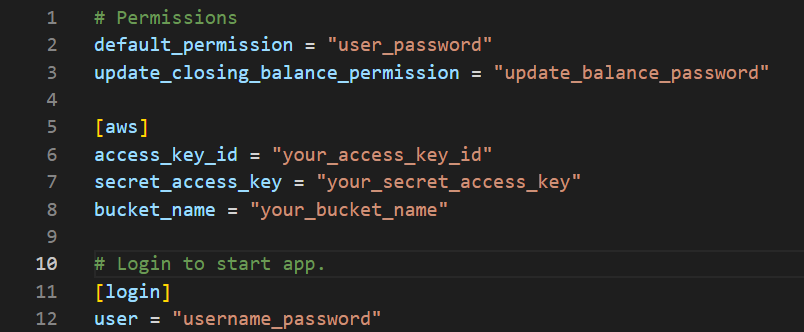 1 # Permissions
2 default_permission = "user_password"
3 update_closing_balance_permission = "update_balance_password"
4
5 [aws]
6 access_key_id = "your_access_key_id"
7 secret_access_key = "your_secret_access_key"
8 bucket_name = "your_bucket_name"
9
10 # Login to start app.
11 [login]
12 user = "username_password"